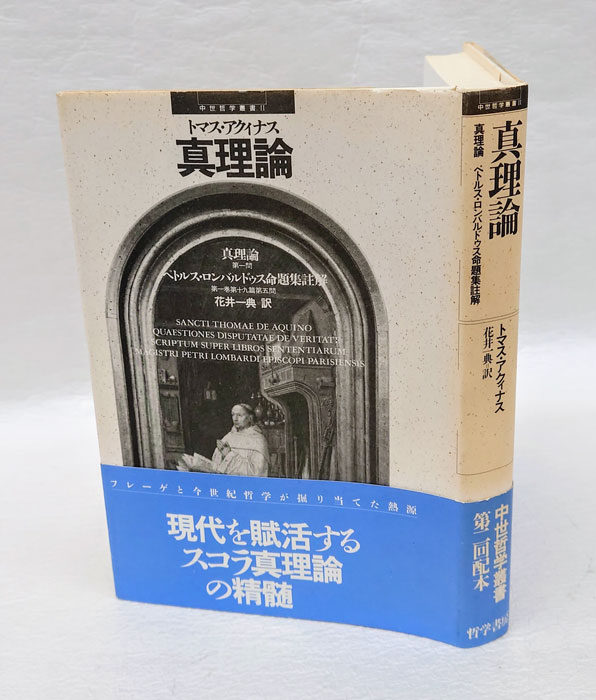 中世哲学叢書 II
トマス・アクィナス
真理論
真理論
第一問
ペトルス・ロンバルドゥス命題集註解
第一巻第十九篇第五問
花井一典・訳
SANCTI THOMAE DE AQUINO
QUAESTIONES DISPUTATAE DE VERITATE
SCRIPTUM SUPER LIBROS SENTENTIARUM
MAGISTRI PETRI LOMBARDI EPISCOPI PARISIENSIS
フレーゲと今世紀哲学が掘り当てた熱源
現代を賦活する
スコラ真理論
の精髄
中世哲学叢書 II
真理論
真理論 ペトルス・ロンバルドゥス命題集註解
トマス・アクィナス
花井一典 訳
中世哲学叢書
第二回配本
哲学書房